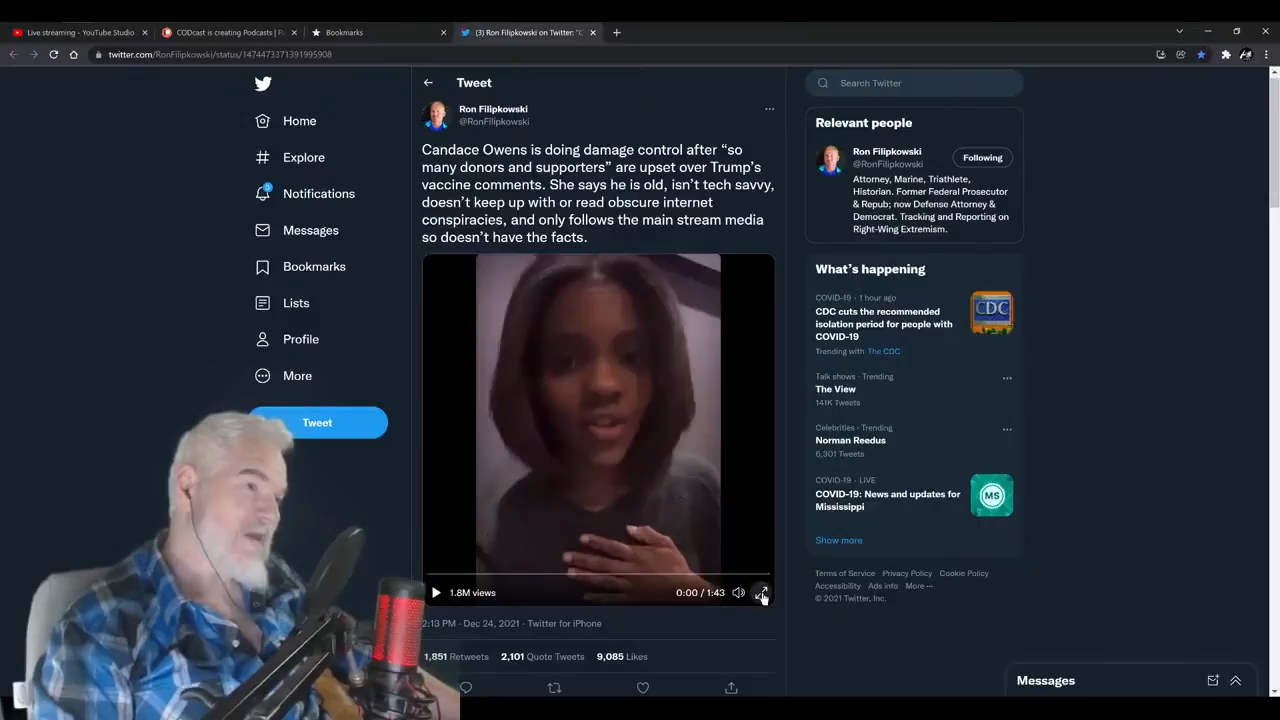 Live streaming - YouTube Studio
CODcast is creating Podcasts | P
Bookmarks
(3) Ron Filipkowski on Twitter: "C
twitter.com/RonFilipkowski/status/1474473371391995908
Home
Explore
3
Notifications
Messages
Bookmarks
Lists
Profile
More
Tweet
Tweet
Ron Filipkowski
@RonFilipkowski
Candace Owens is doing damage control after “so
many donors and supporters” are upset over Trump’s
vaccine comments. She says he is old, isn’t tech savvy,
doesn’t keep up with or read obscure internet
conspiracies, and only follows the main stream media
so doesn’t have the facts.
1.8M views
0:00 / 1:43
2:13 PM · Dec 24, 2021 · Twitter for iPhone
1,851 Retweets 2,101 Quote Tweets 9,085 Likes
Search Twitter
Relevant people
Ron Filipkowski
@RonFilipkowski
Following
Attorney, Marine, Triathlete,
Historian. Former Federal Prosecutor
& Repub; now Defense Attorney &
Democrat. Tracking and Reporting on
Right-Wing Extremism.
What’s happening
COVID-19 · 1 hour ago
CDC cuts the recommended
isolation period for people with
COVID-19
Trending with The CDC
CDC
Talk shows · Trending
The View
141K Tweets
Celebrities · Trending
Norman Reedus
6,301 Tweets
COVID-19 · LIVE
COVID-19: News and updates for
Mississippi
MS
Show more
Terms of Service Privacy Policy Cookie Policy
Accessibility Ads info More ···
© 2021 Twitter, Inc.
Messages